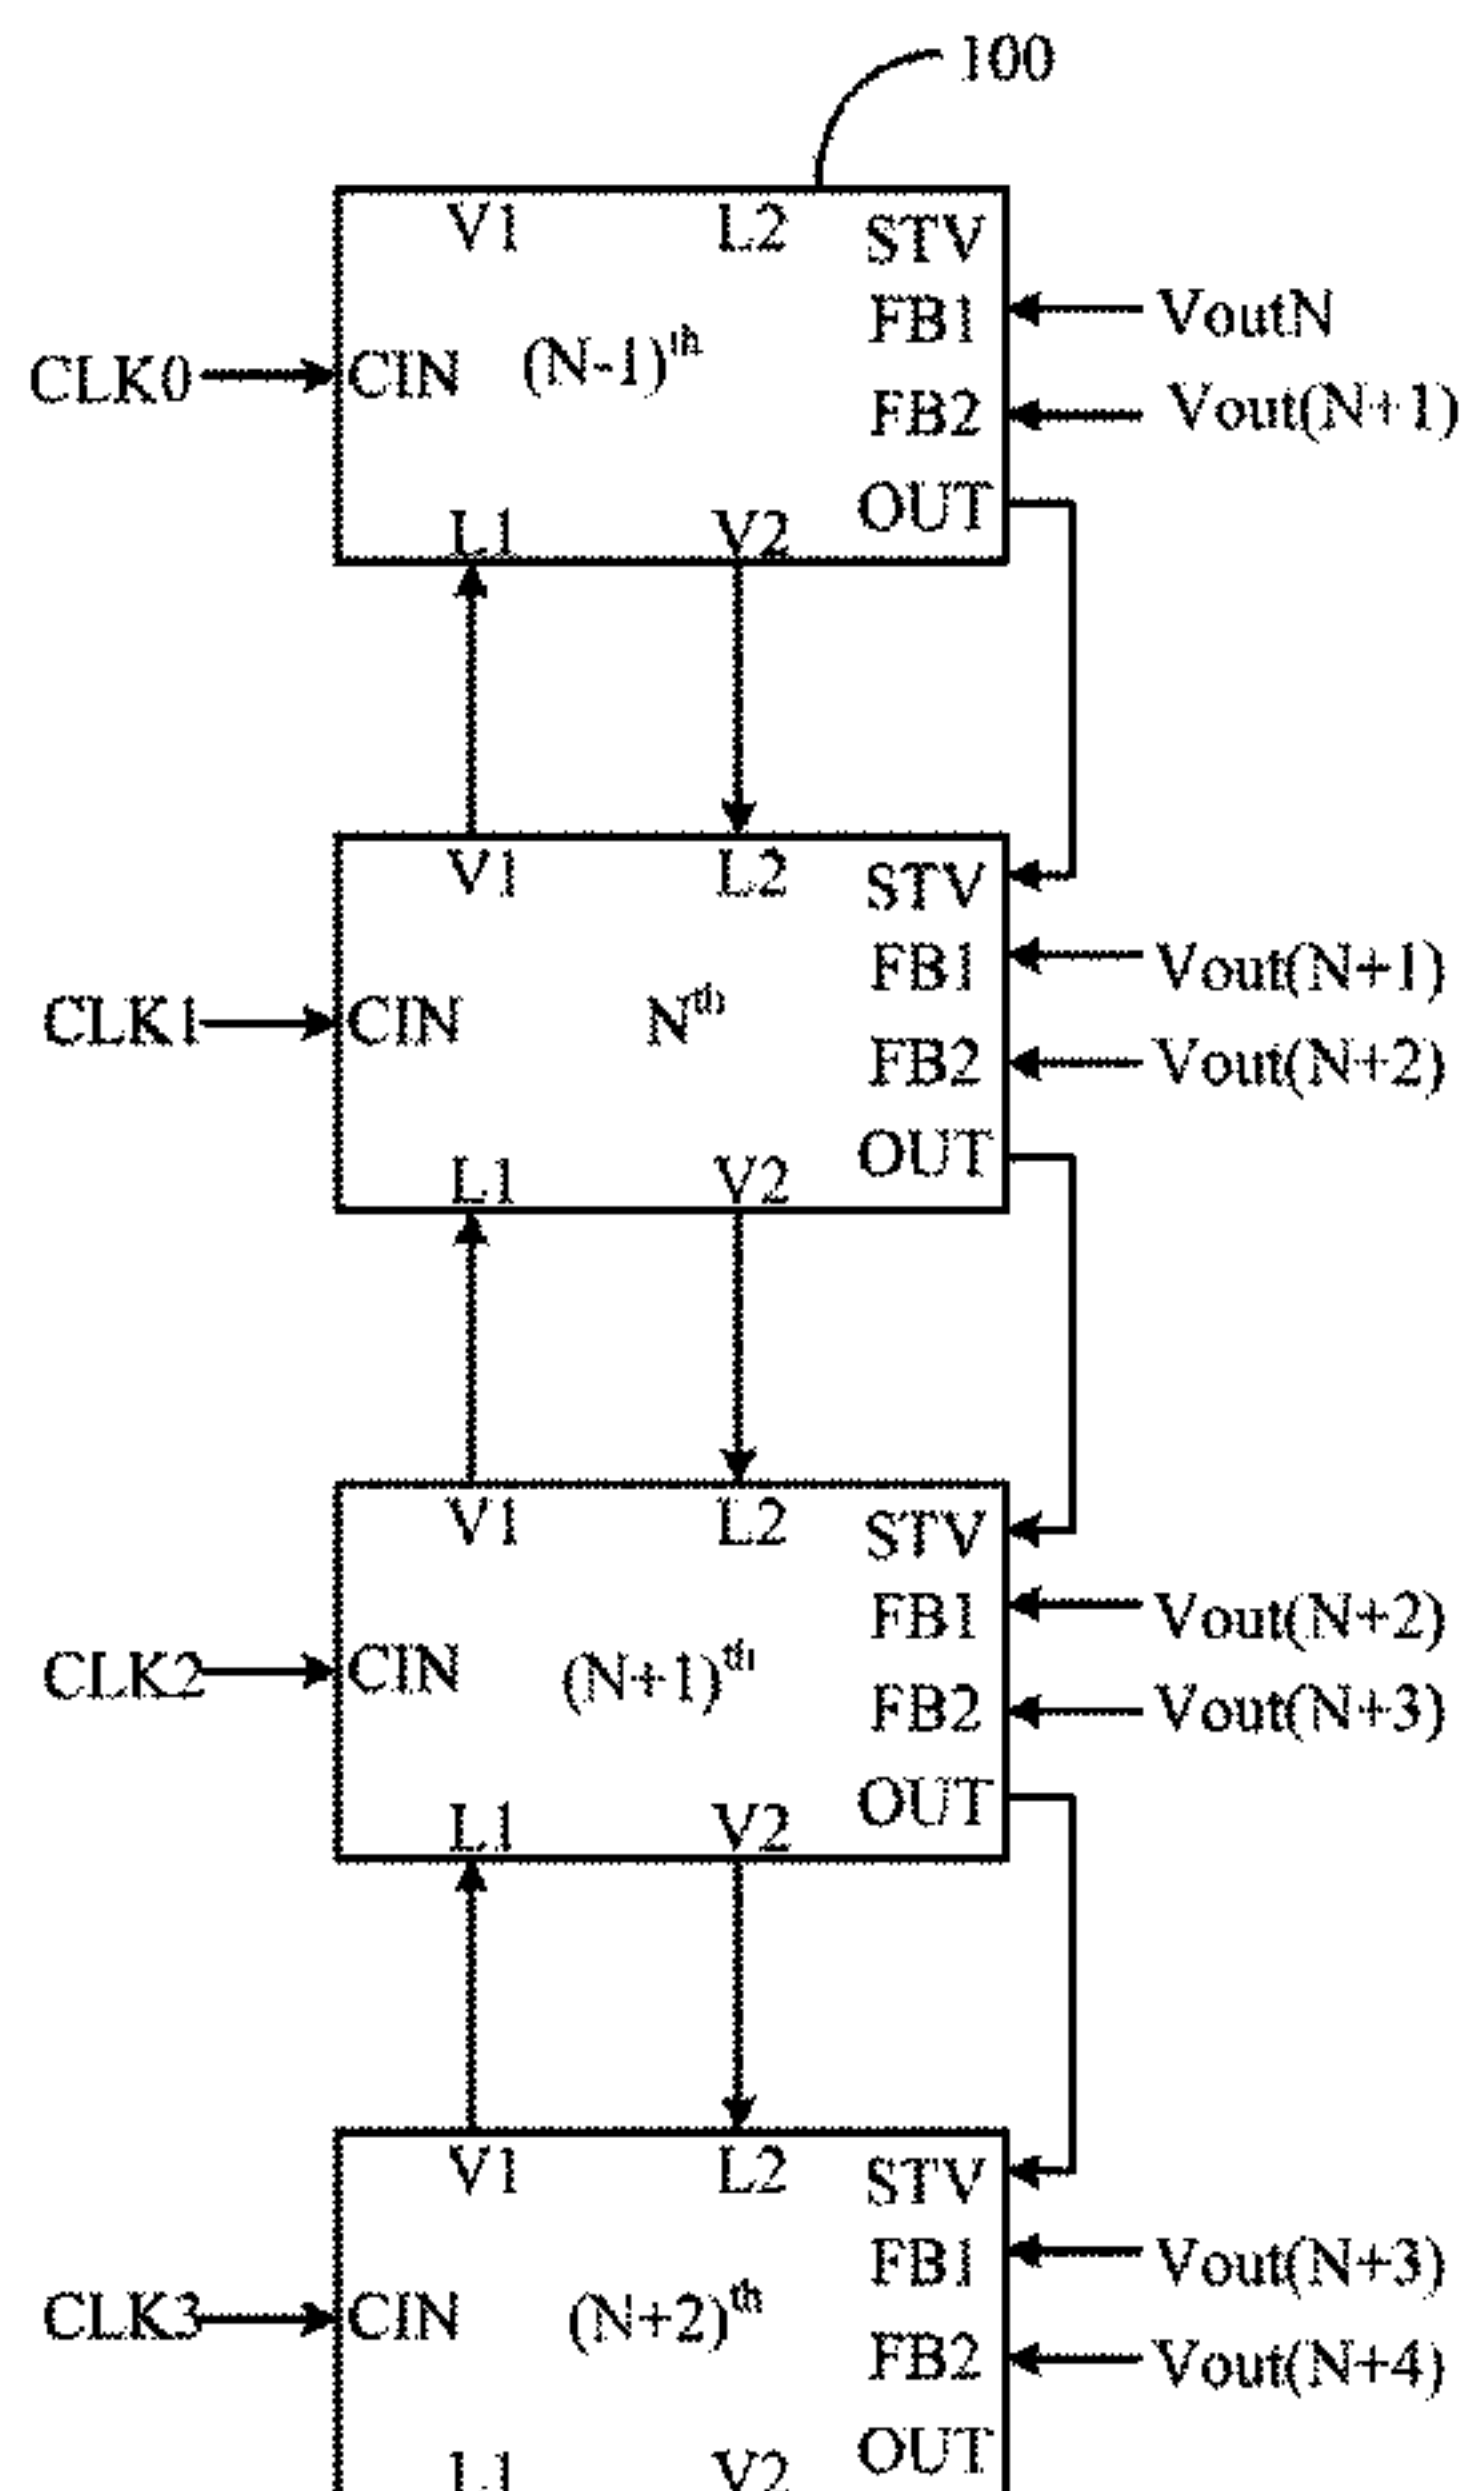 100
V1 L2 STV
FB1 VoutN
CLK0 CIN (N-1)th
FB2 Vout(N+1)
OUT
L1 V2
V1 L2 STV
FB1 Vout(N+1)
CLK1 CIN Nth
FB2 Vout(N+2)
OUT
L1 V2
V1 L2 STV
FB1 Vout(N+2)
CLK2 CIN (N+1)th
FB2 Vout(N+3)
OUT
L1 V2
V1 L2 STV
FB1 Vout(N+3)
CLK3 CIN (N+2)th
FB2 Vout(N+4)
OUT
L1 V2